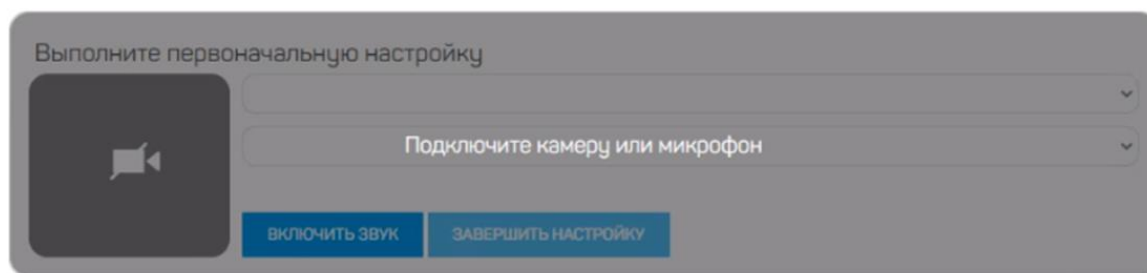 Выполните первоначальную настройку
Подключите камеру или микрофон
ВКЛЮЧИТЬ ЗВУК
ЗАВЕРШИТЬ НАСТРОЙКУ